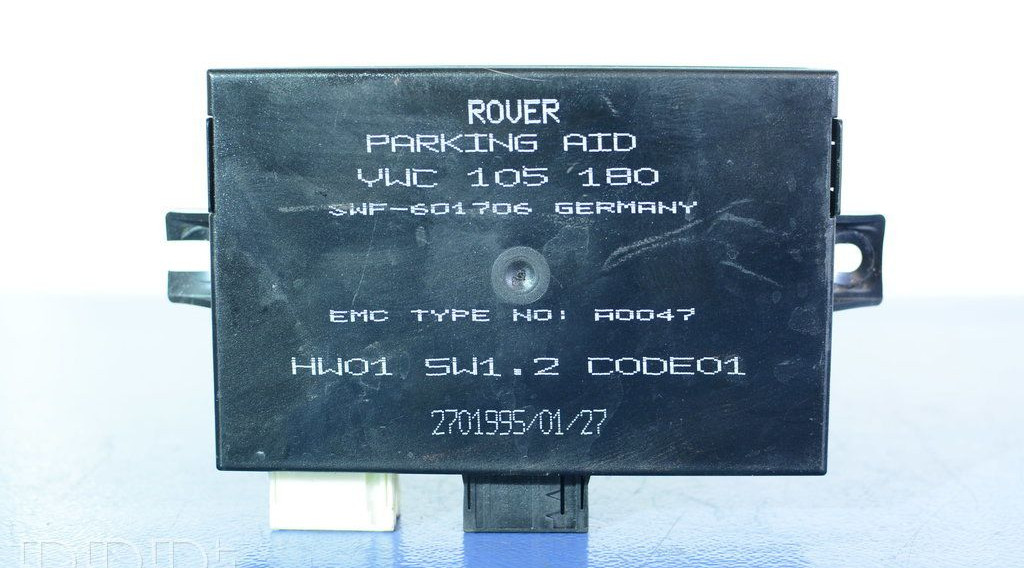 ROVER
PARKING AID
YWC 105 180
SWF-601706 GERMANY
EMC TYPE NO: A0047
HW01 SW1.2 CODE01
2701995/01/27